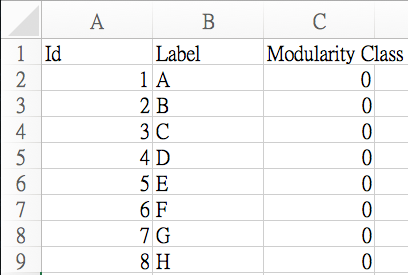 A B C
1 Id Label Modularity Class
2 1 A 0
3 2 B 0
4 3 C 0
5 4 D 0
6 5 E 0
7 6 F 0
8 7 G 0
9 8 H 0